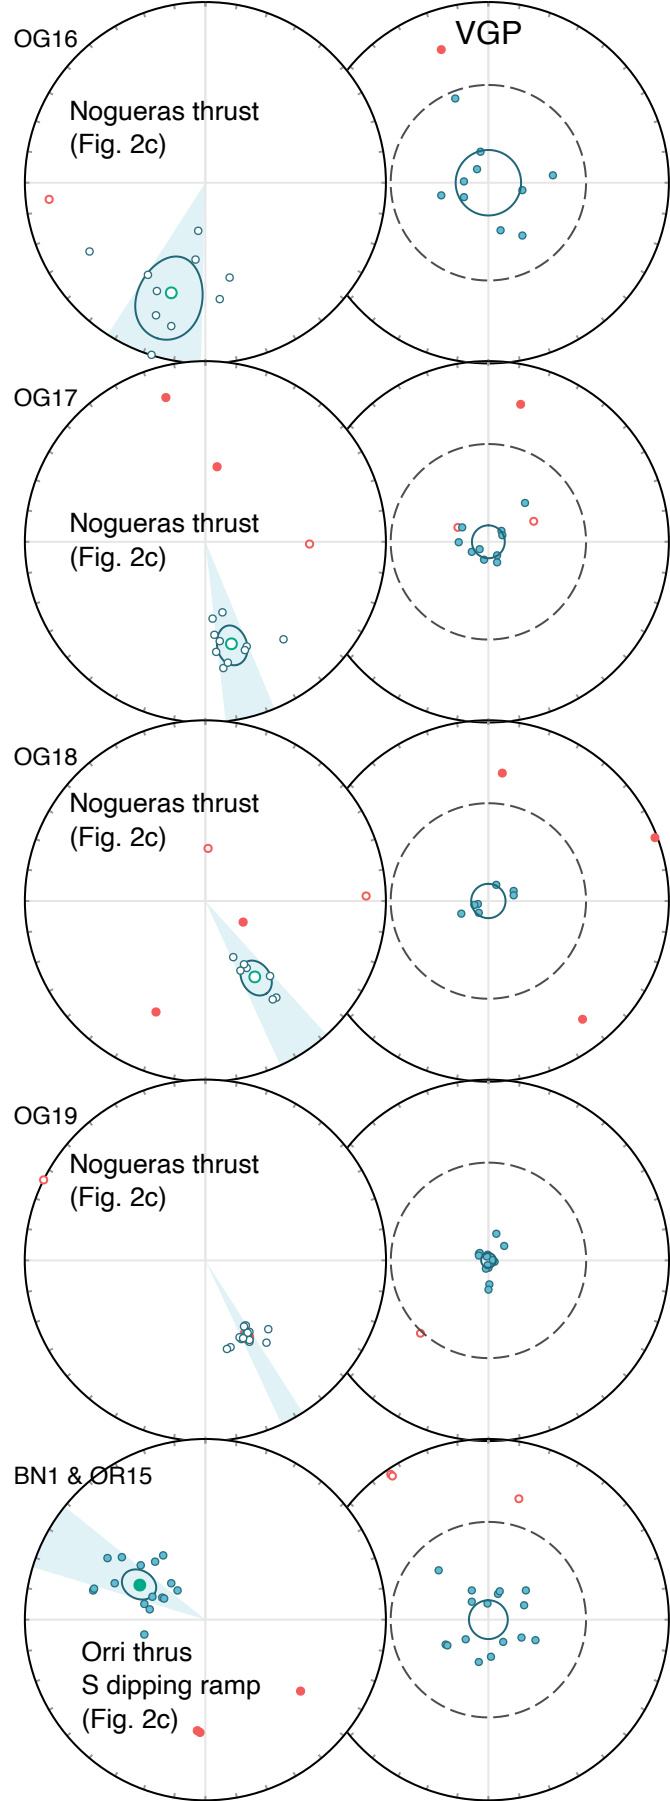 OG16
VGP
Nogueras thrust
(Fig. 2c)
OG17
Nogueras thrust
(Fig. 2c)
OG18
Nogueras thrust
(Fig. 2c)
OG19
Nogueras thrust
(Fig. 2c)
BN1 & OR15
Orri thrus
S dipping ramp
(Fig. 2c)